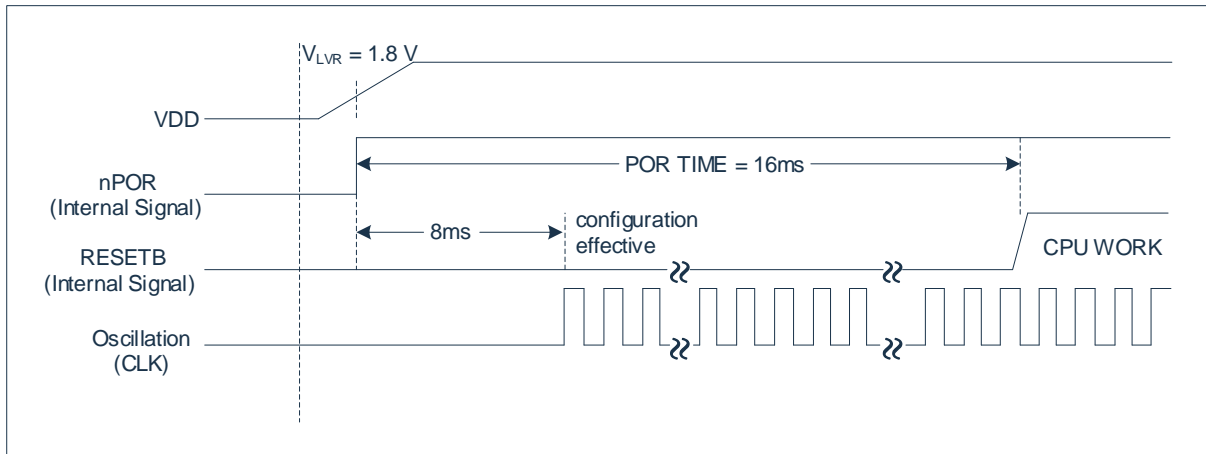 VLVR = 1.8 V
VDD
POR TIME = 16ms
nPOR
(Internal Signal)
8ms
configuration
effective
RESETB
(Internal Signal)
CPU WORK
Oscillation
(CLK)